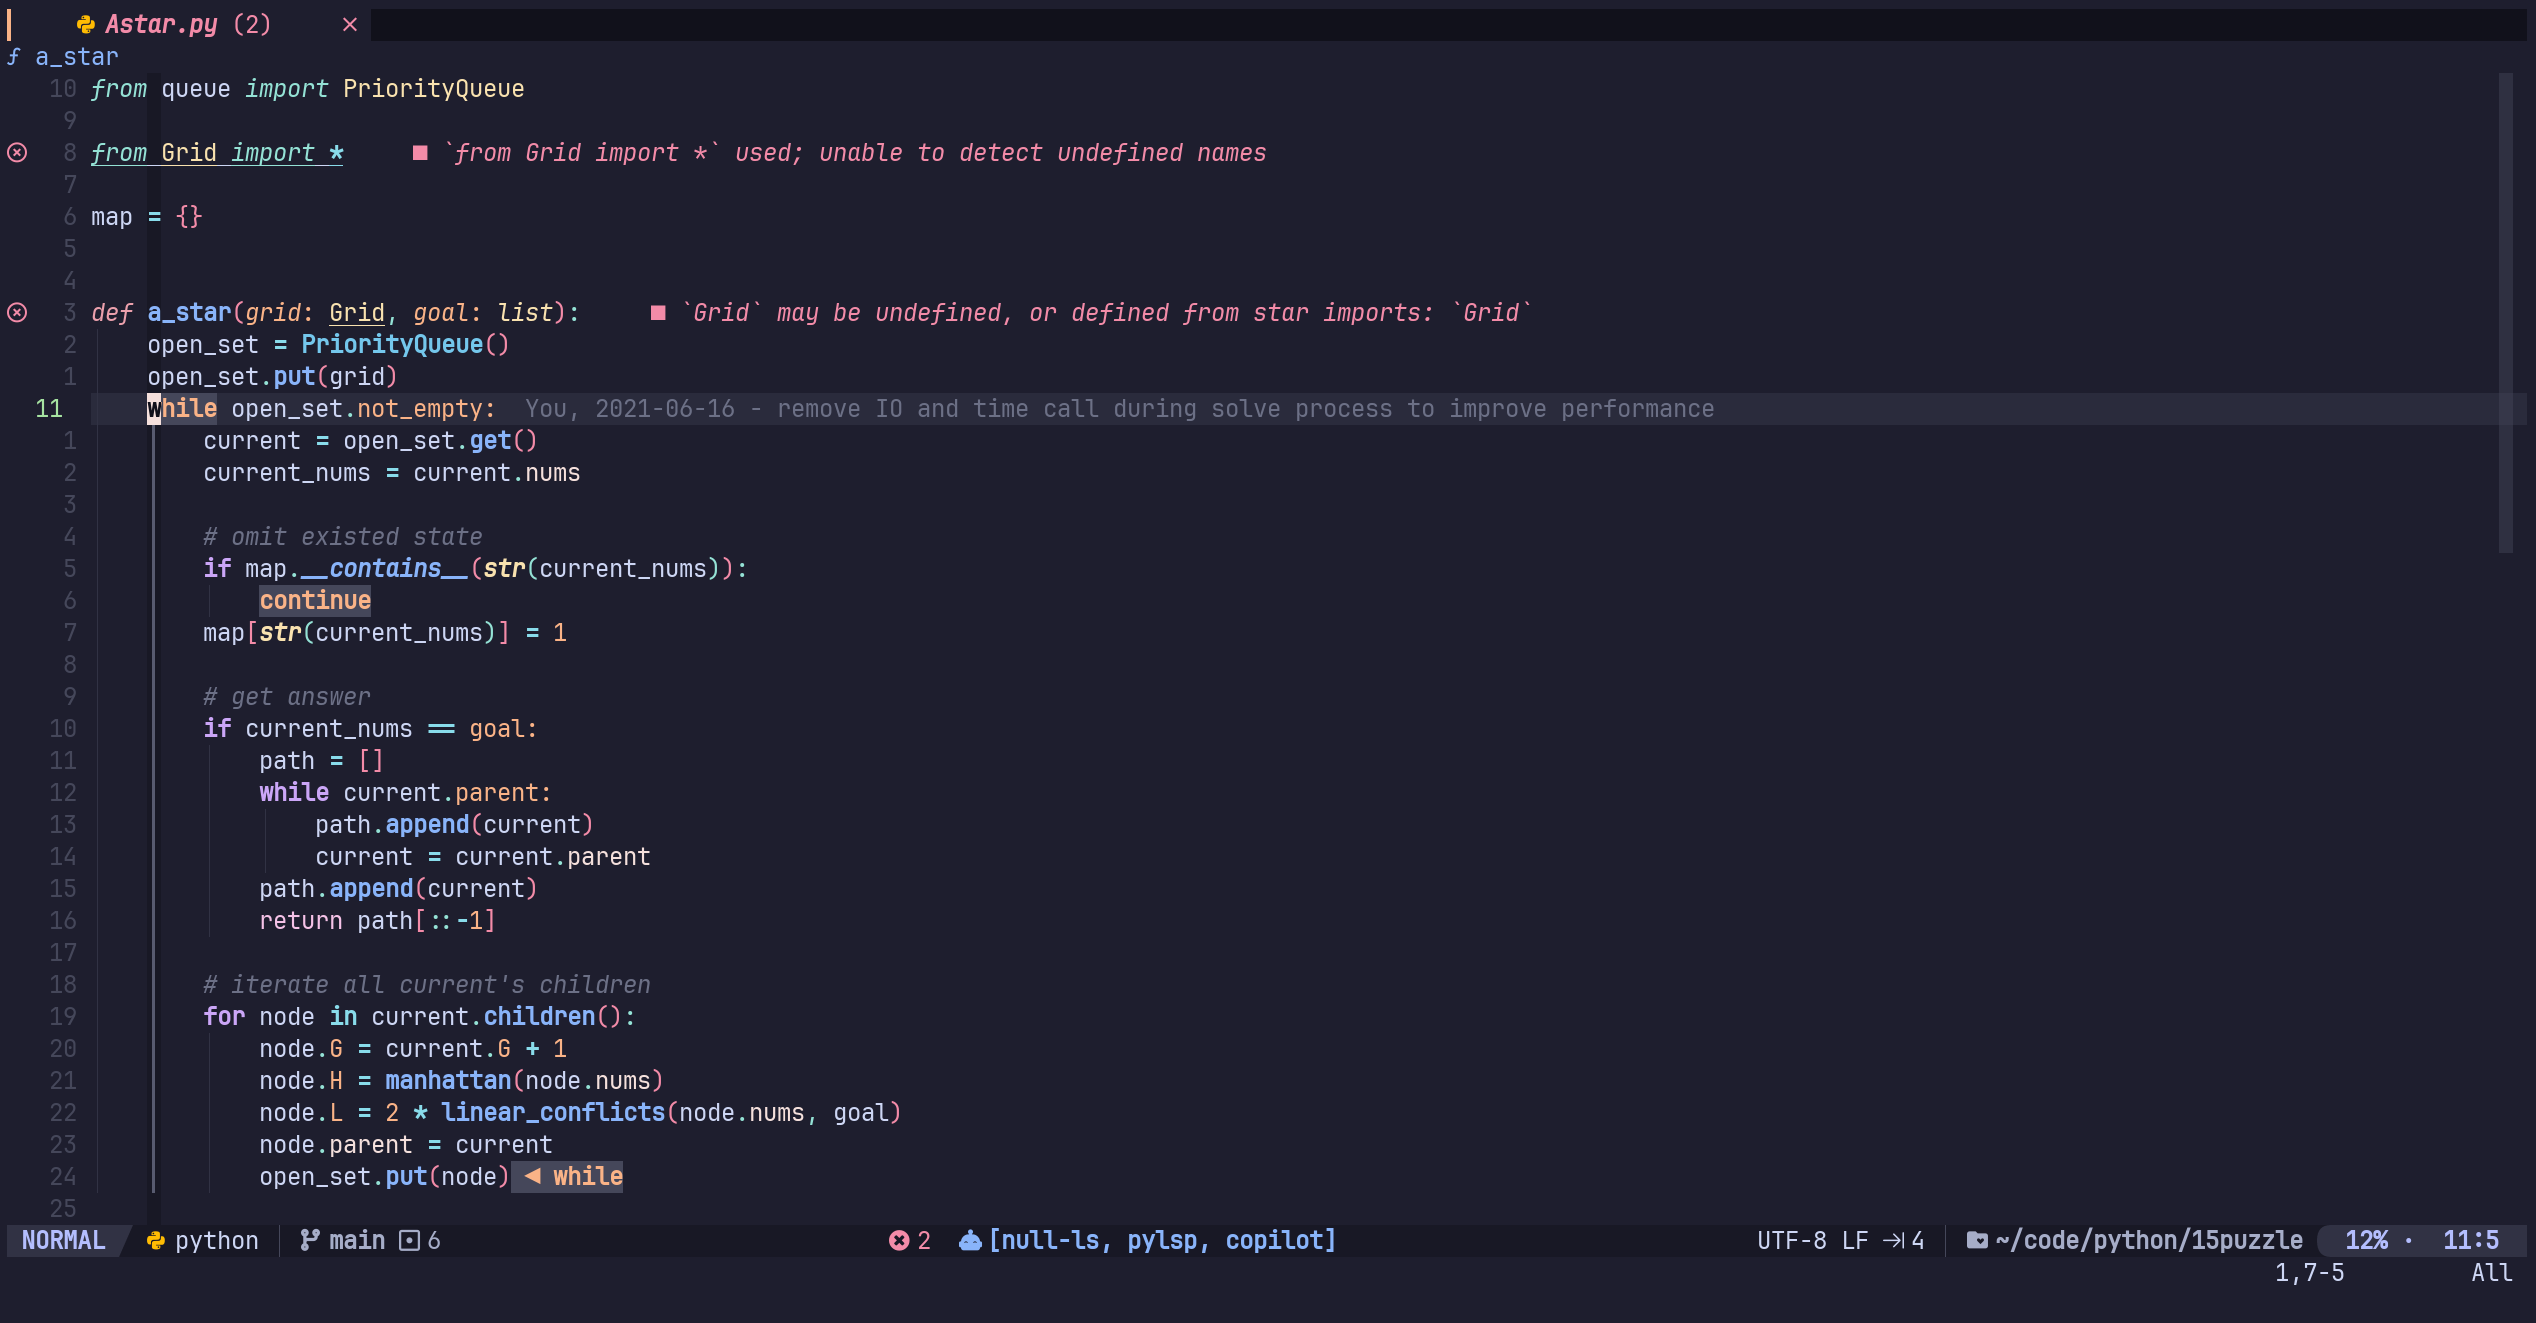 Astar.py (2) ×
ƒ a_star
10 from queue import PriorityQueue
9
8 from Grid import * ■ `from Grid import *` used; unable to detect undefined names
7
6 map = {}
5
4
3 def a_star(grid: Grid, goal: list): ■ `Grid` may be undefined, or defined from star imports: `Grid`
2 open_set = PriorityQueue()
1 open_set.put(grid)
11 while open_set.not_empty: You, 2021-06-16 - remove IO and time call during solve process to improve performance
1 current = open_set.get()
2 current_nums = current.nums
3
4 # omit existed state
5 if map.__contains__(str(current_nums)):
6 continue
7 map[str(current_nums)] = 1
8
9 # get answer
10 if current_nums == goal:
11 path = []
12 while current.parent:
13 path.append(current)
14 current = current.parent
15 path.append(current)
16 return path[::-1]
17
18 # iterate all current's children
19 for node in current.children():
20 node.G = current.G + 1
21 node.H = manhattan(node.nums)
22 node.L = 2 * linear_conflicts(node.nums, goal)
23 node.parent = current
24 open_set.put(node) ◀ while
25
NORMAL python main 6 2 [null-ls, pylsp, copilot] UTF-8 LF →| 4 ~/code/python/15puzzle 12% · 11:5
1,7-5 All